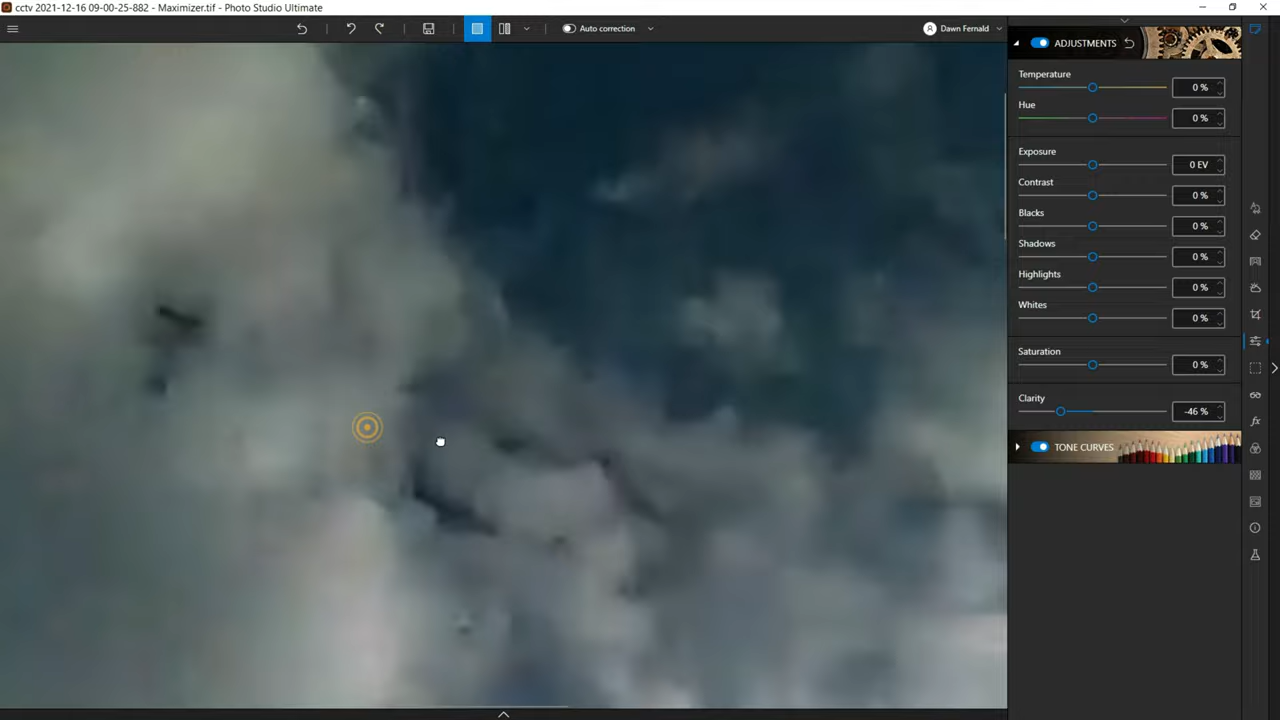 cctv 2021-12-16 09-00-25-882 - Maximizer.tif - Photo Studio Ultimate
Auto correction
Dawn Fernald
ADJUSTMENTS
Temperature
0 %
Hue
0 %
Exposure
0 EV
Contrast
0 %
Blacks
0 %
Shadows
0 %
Highlights
0 %
Whites
0 %
Saturation
0 %
Clarity
-46 %
TONE CURVES